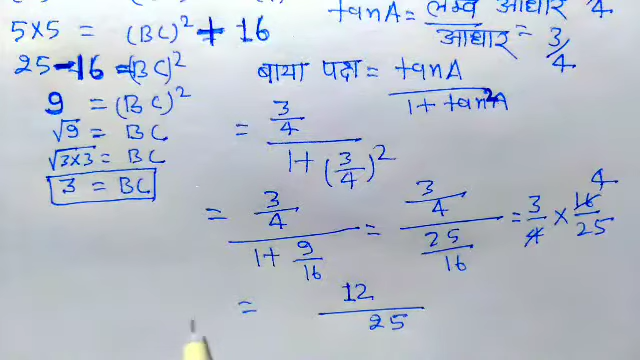 5×5 = (BC)² + 16
25-16 = (BC)²
9 = (BC)²
√9 = BC
√3×3 = BC
3 = BC
tanA = लम्ब / आधार = 3/4
बाया पक्ष = tanA / 1 + tan²A
= 3/4 / 1 + (3/4)²
= 3/4 / 1 + 9/16 = 3/4 / 25/16 = 3/4 × 16/25 4
= 12 / 25